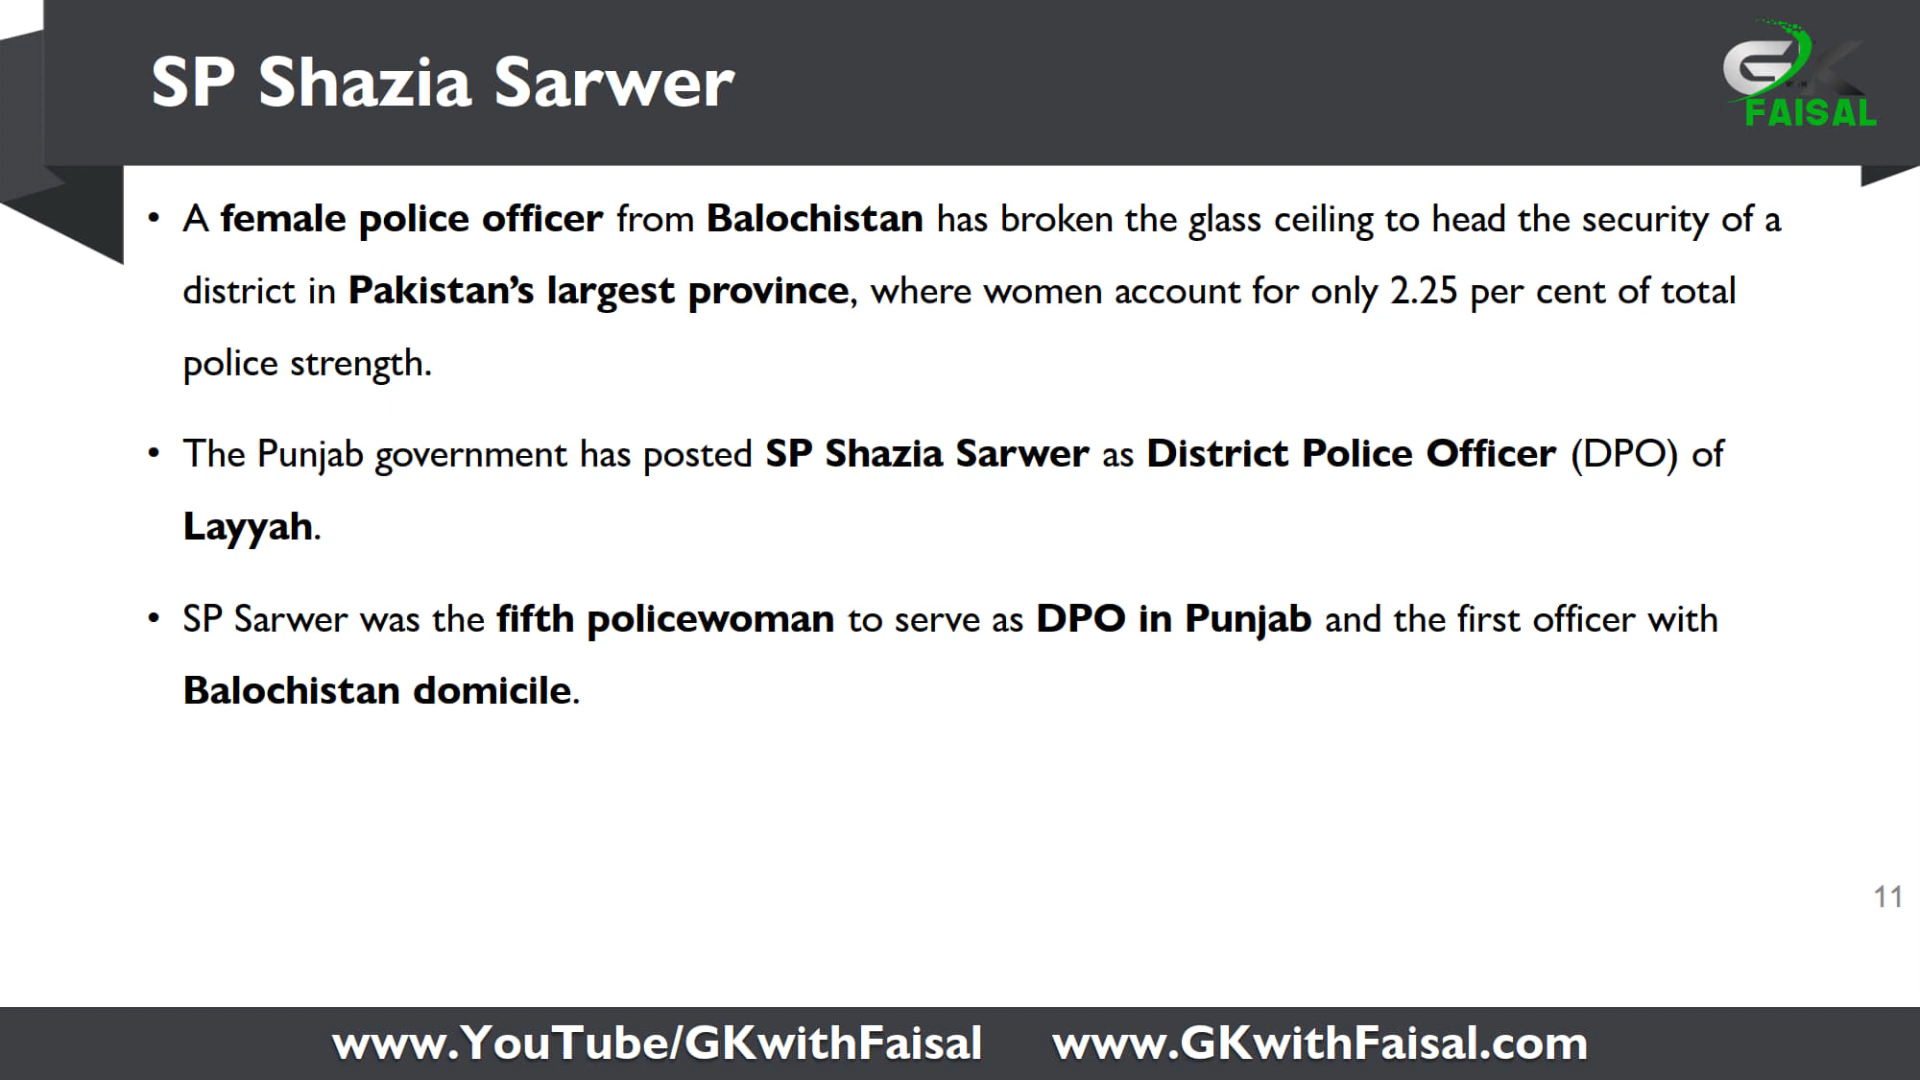 SP Shazia Sarwer
GK
FAISAL
• A female police officer from Balochistan has broken the glass ceiling to head the security of a
district in Pakistan’s largest province, where women account for only 2.25 per cent of total
police strength.
• The Punjab government has posted SP Shazia Sarwer as District Police Officer (DPO) of
Layyah.
• SP Sarwer was the fifth policewoman to serve as DPO in Punjab and the first officer with
Balochistan domicile.
11
www.YouTube/GKwithFaisal www.GKwithFaisal.com